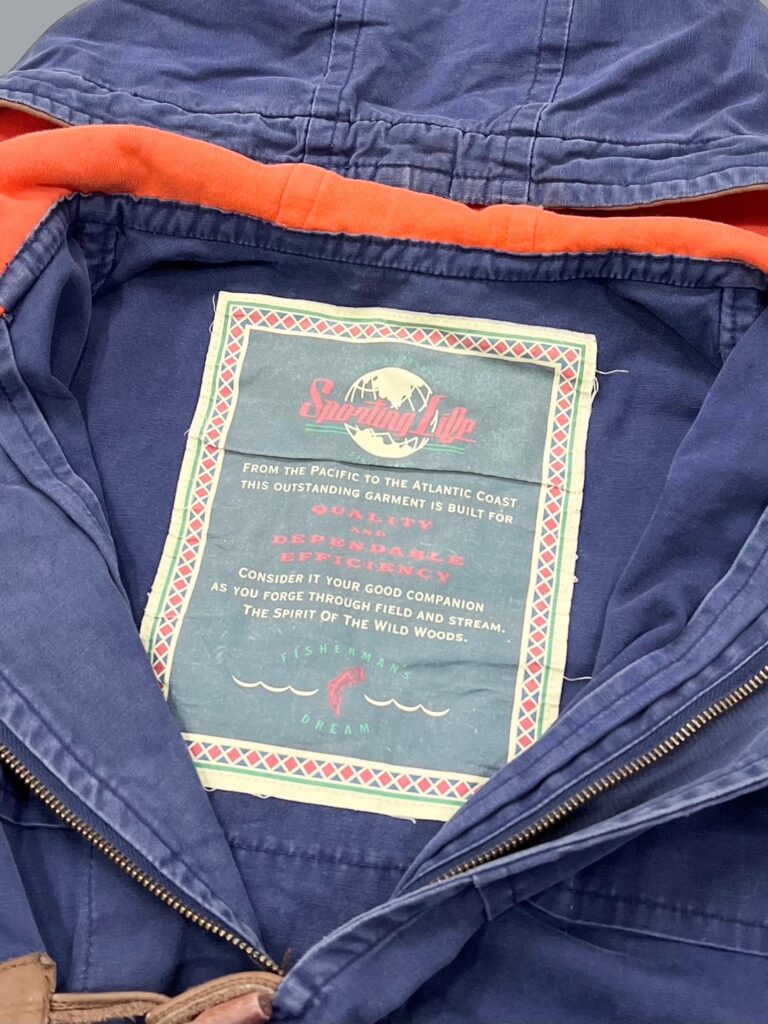 Sporting Life
FROM THE PACIFIC TO THE ATLANTIC COAST
THIS OUTSTANDING GARMENT IS BUILT FOR
QUALITY
AND
DEPENDABLE
EFFICIENCY
CONSIDER IT YOUR GOOD COMPANION
AS YOU FORGE THROUGH FIELD AND STREAM.
THE SPIRIT OF THE WILD WOODS.
FISHERMANS
DREAM